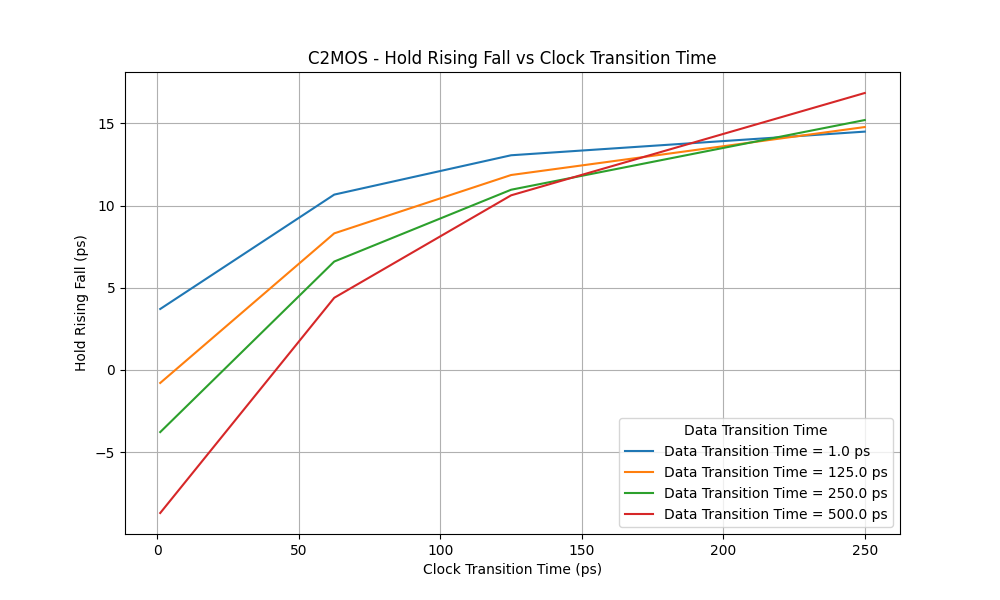 C2MOS - Hold Rising Fall vs Clock Transition Time
Hold Rising Fall (ps)
15
10
5
0
−5
0
50
100
150
200
250
Clock Transition Time (ps)
Data Transition Time
Data Transition Time = 1.0 ps
Data Transition Time = 125.0 ps
Data Transition Time = 250.0 ps
Data Transition Time = 500.0 ps